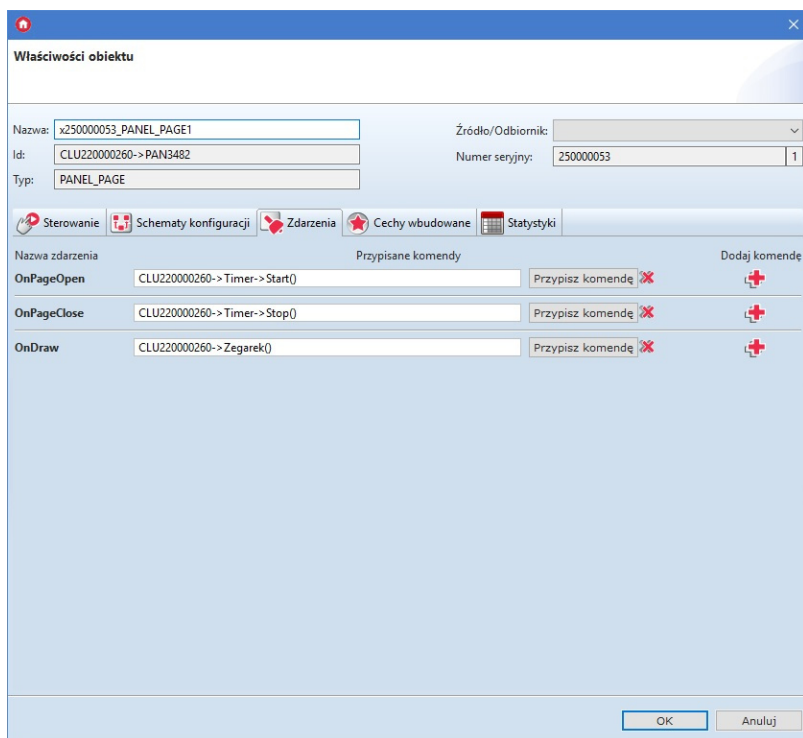 Właściwości obiektu
Nazwa: x250000053_PANEL_PAGE1 Źródło/Odbiornik:
Id: CLU220000260->PAN3482 Numer seryjny: 250000053 1
Typ: PANEL_PAGE
Sterowanie Schematy konfiguracji Zdarzenia Cechy wbudowane Statystyki
Nazwa zdarzenia Przypisane komendy Dodaj komendę
OnPageOpen CLU220000260->Timer->Start() Przypisz komendę
OnPageClose CLU220000260->Timer->Stop() Przypisz komendę
OnDraw CLU220000260->Zegarek() Przypisz komendę
OK Anuluj